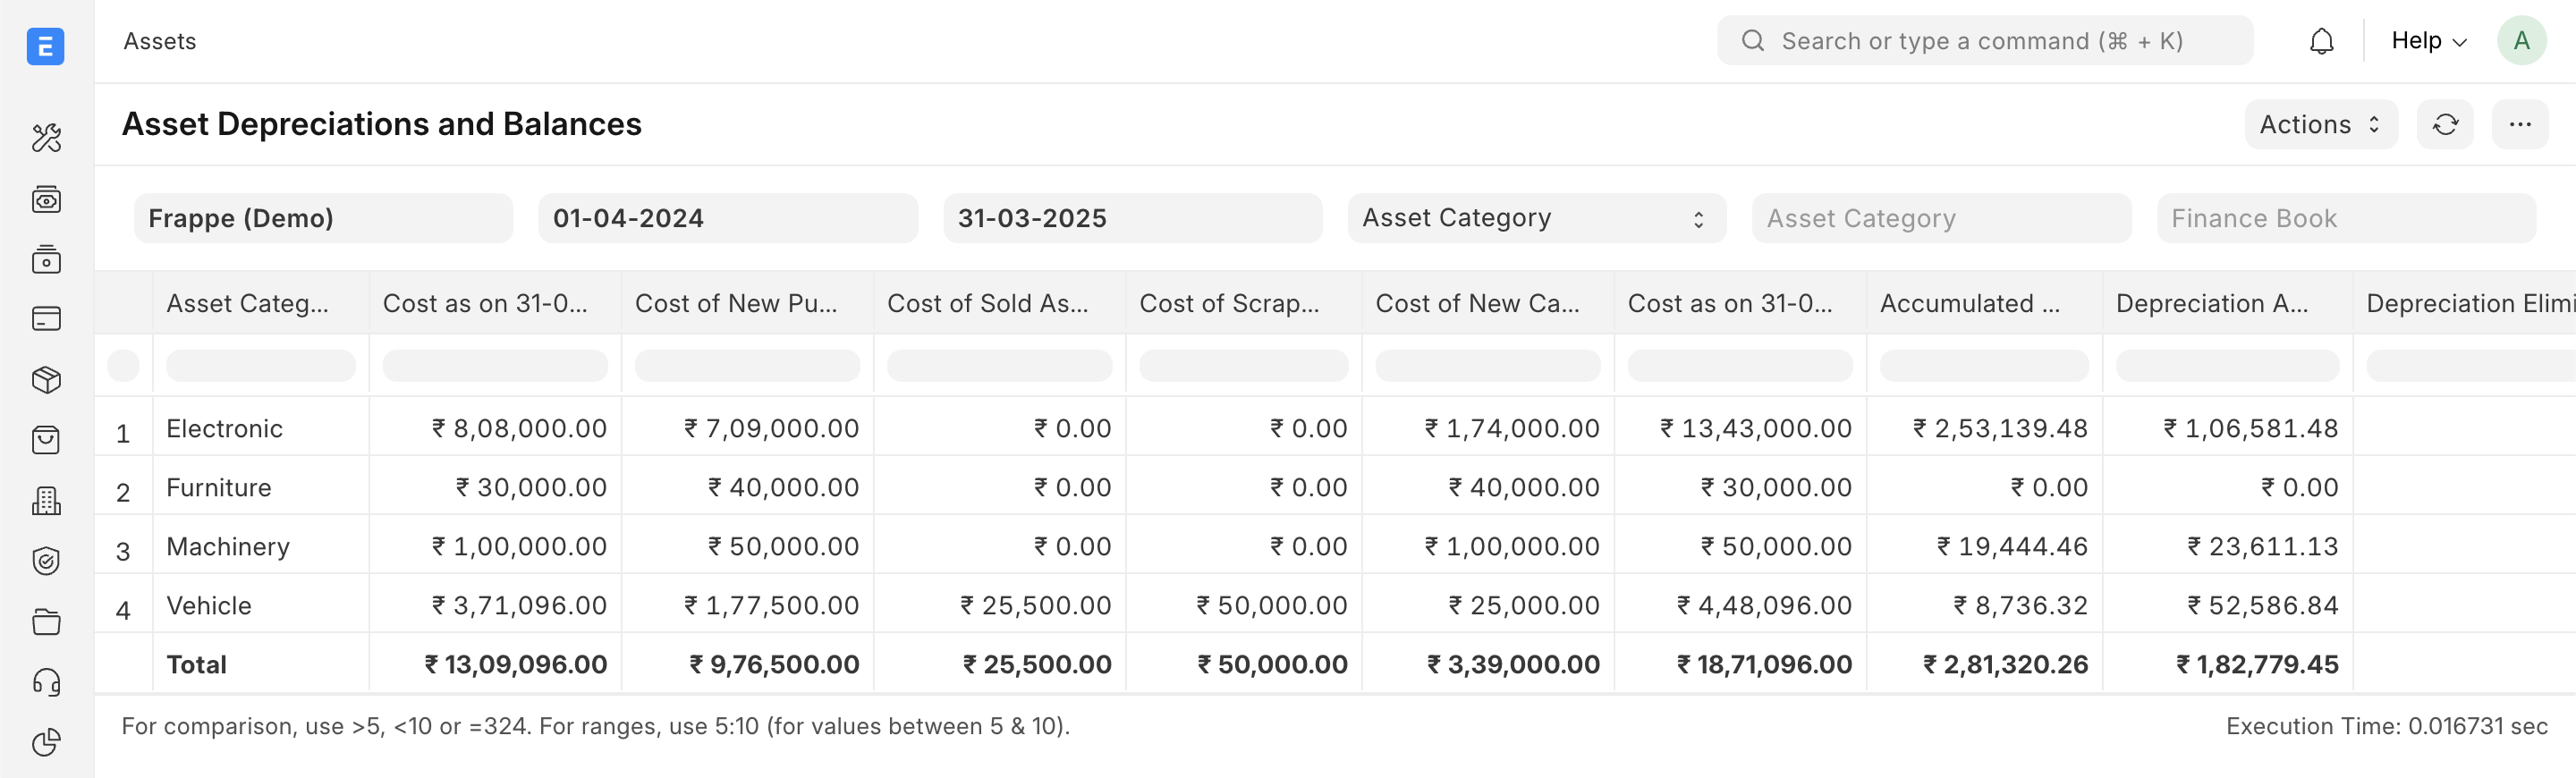 E
Assets
Search or type a command (⌘ + K)
Help
A
Asset Depreciations and Balances
Actions
Frappe (Demo)
01-04-2024
31-03-2025
Asset Category
Asset Category
Finance Book
Asset Categ... Cost as on 31-0... Cost of New Pu... Cost of Sold As... Cost of Scrap... Cost of New Ca... Cost as on 31-0... Accumulated ... Depreciation A... Depreciation Elimi
1 Electronic ₹ 8,08,000.00 ₹ 7,09,000.00 ₹ 0.00 ₹ 0.00 ₹ 1,74,000.00 ₹ 13,43,000.00 ₹ 2,53,139.48 ₹ 1,06,581.48
2 Furniture ₹ 30,000.00 ₹ 40,000.00 ₹ 0.00 ₹ 0.00 ₹ 40,000.00 ₹ 30,000.00 ₹ 0.00 ₹ 0.00
3 Machinery ₹ 1,00,000.00 ₹ 50,000.00 ₹ 0.00 ₹ 0.00 ₹ 1,00,000.00 ₹ 50,000.00 ₹ 19,444.46 ₹ 23,611.13
4 Vehicle ₹ 3,71,096.00 ₹ 1,77,500.00 ₹ 25,500.00 ₹ 50,000.00 ₹ 25,000.00 ₹ 4,48,096.00 ₹ 8,736.32 ₹ 52,586.84
Total ₹ 13,09,096.00 ₹ 9,76,500.00 ₹ 25,500.00 ₹ 50,000.00 ₹ 3,39,000.00 ₹ 18,71,096.00 ₹ 2,81,320.26 ₹ 1,82,779.45
For comparison, use >5, <10 or =324. For ranges, use 5:10 (for values between 5 & 10).
Execution Time: 0.016731 sec